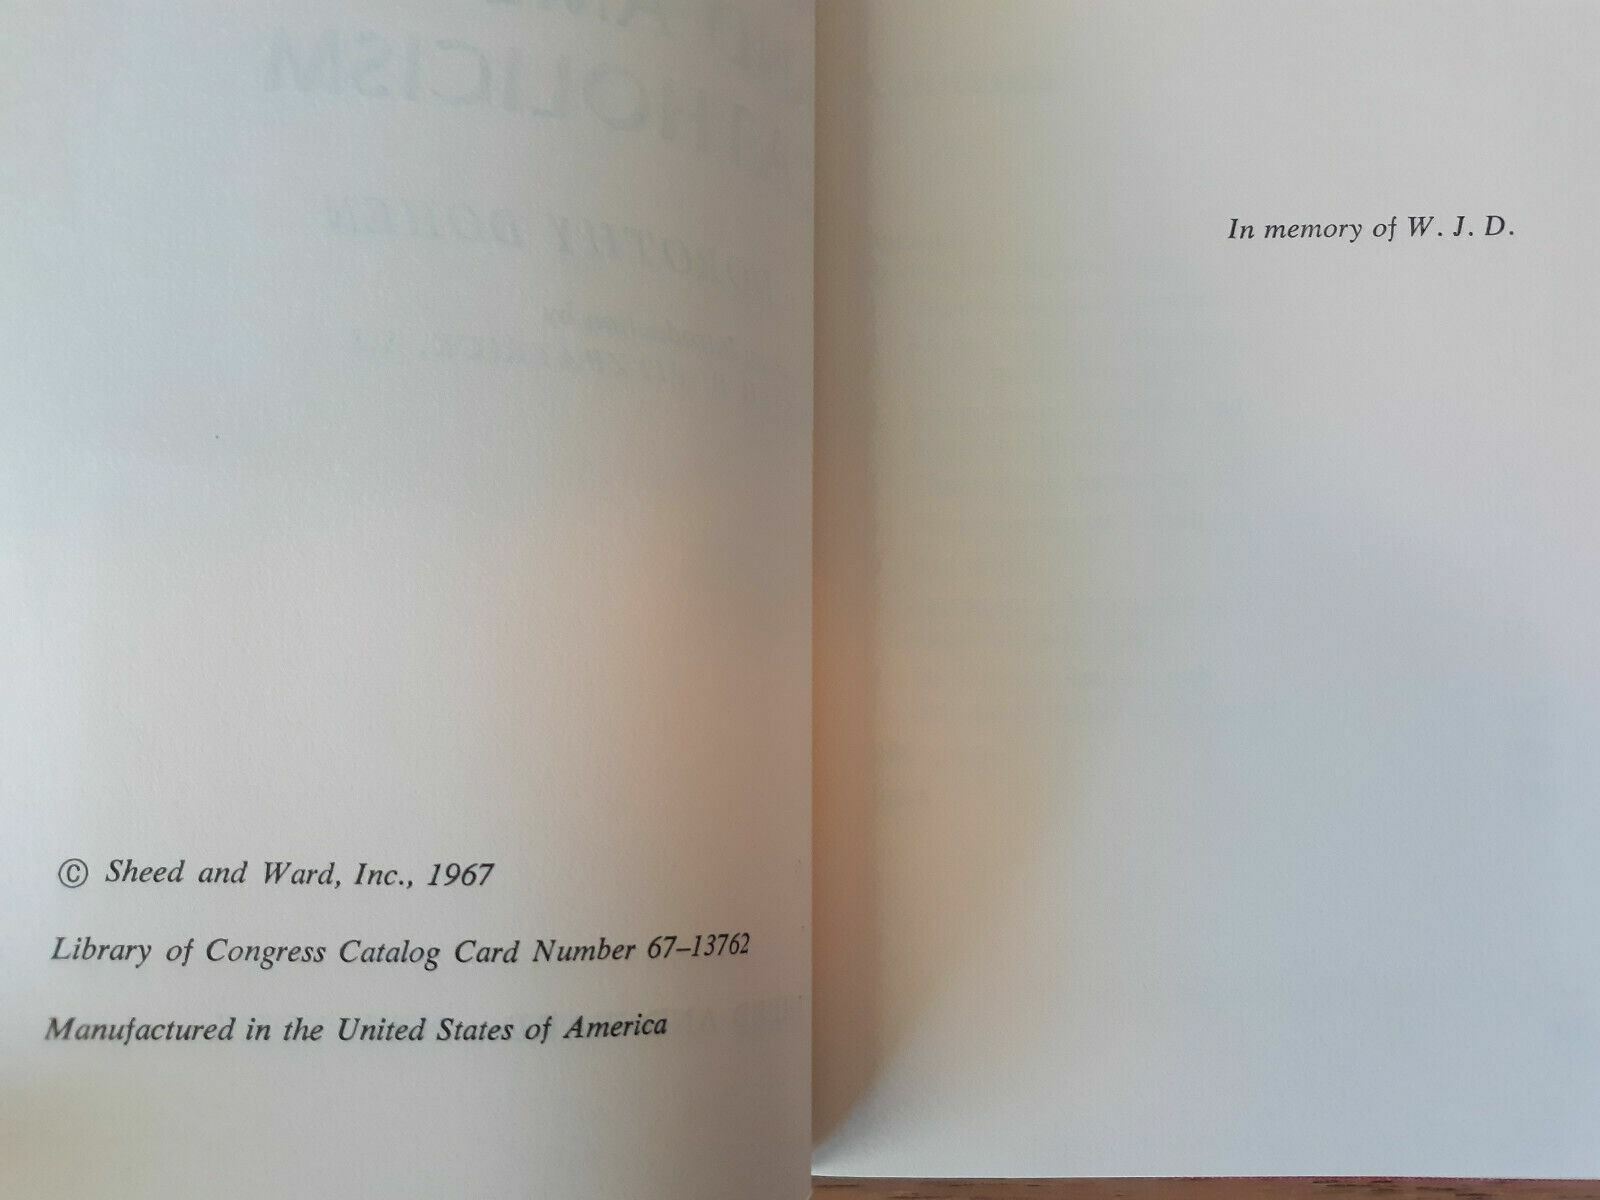 © Sheed and Ward, Inc., 1967
Library of Congress Catalog Card Number 67–13762
Manufactured in the United States of America
In memory of W. J. D.